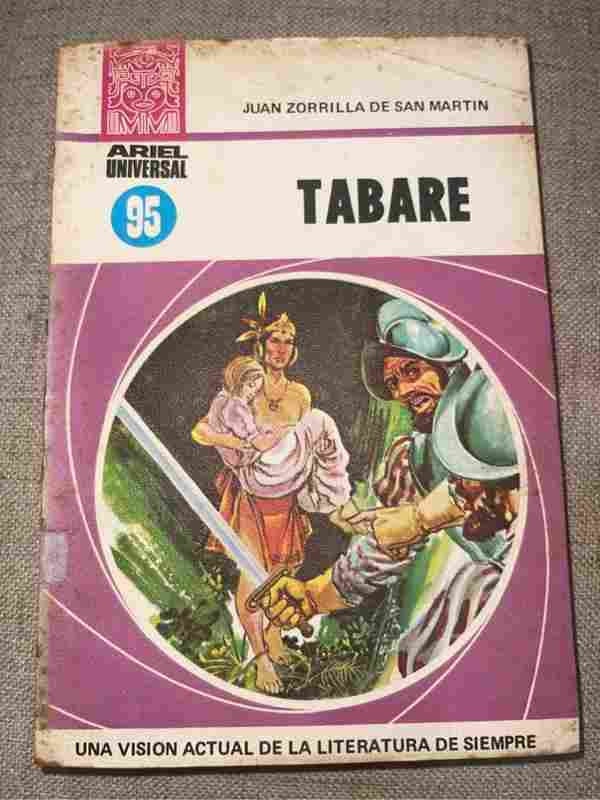 JUAN ZORRILLA DE SAN MARTIN
ARIEL
UNIVERSAL
95
TABARE
UNA VISION ACTUAL DE LA LITERATURA DE SIEMPRE